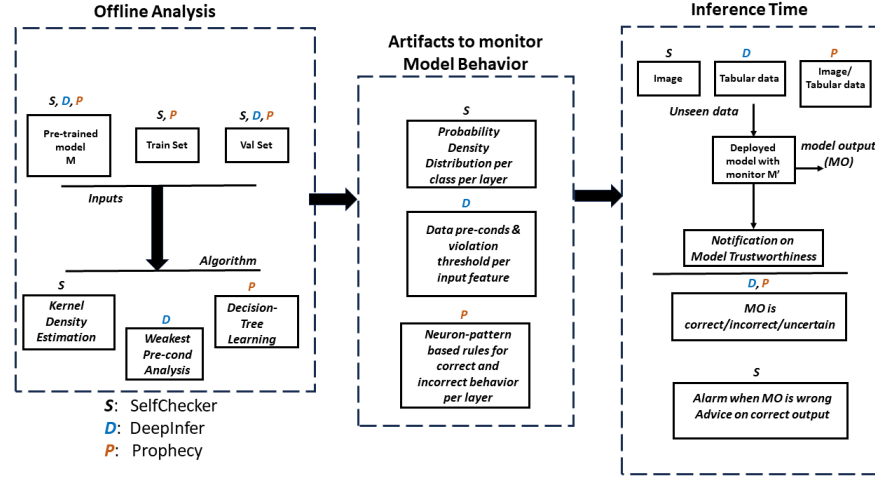 Offline Analysis
S, D, P
Pre-trained
model
M
S, P
Train Set
S, D, P
Val Set
Inputs
Algorithm
S
Kernel
Density
Estimation
D
Weakest
Pre-cond
Analysis
P
Decision-
Tree
Learning
S: SelfChecker
D: DeepInfer
P: Prophecy
Artifacts to monitor
Model Behavior
S
Probability
Density
Distribution per
class per layer
D
Data pre-conds &
violation
threshold per
input feature
P
Neuron-pattern
based rules for
correct and
incorrect behavior
per layer
Inference Time
S
Image
D
Tabular data
P
Image/
Tabular data
Unseen data
Deployed
model with
monitor M'
model output
(MO)
Notification on
Model Trustworthiness
D, P
MO is
correct/incorrect/uncertain
S
Alarm when MO is wrong
Advice on correct output